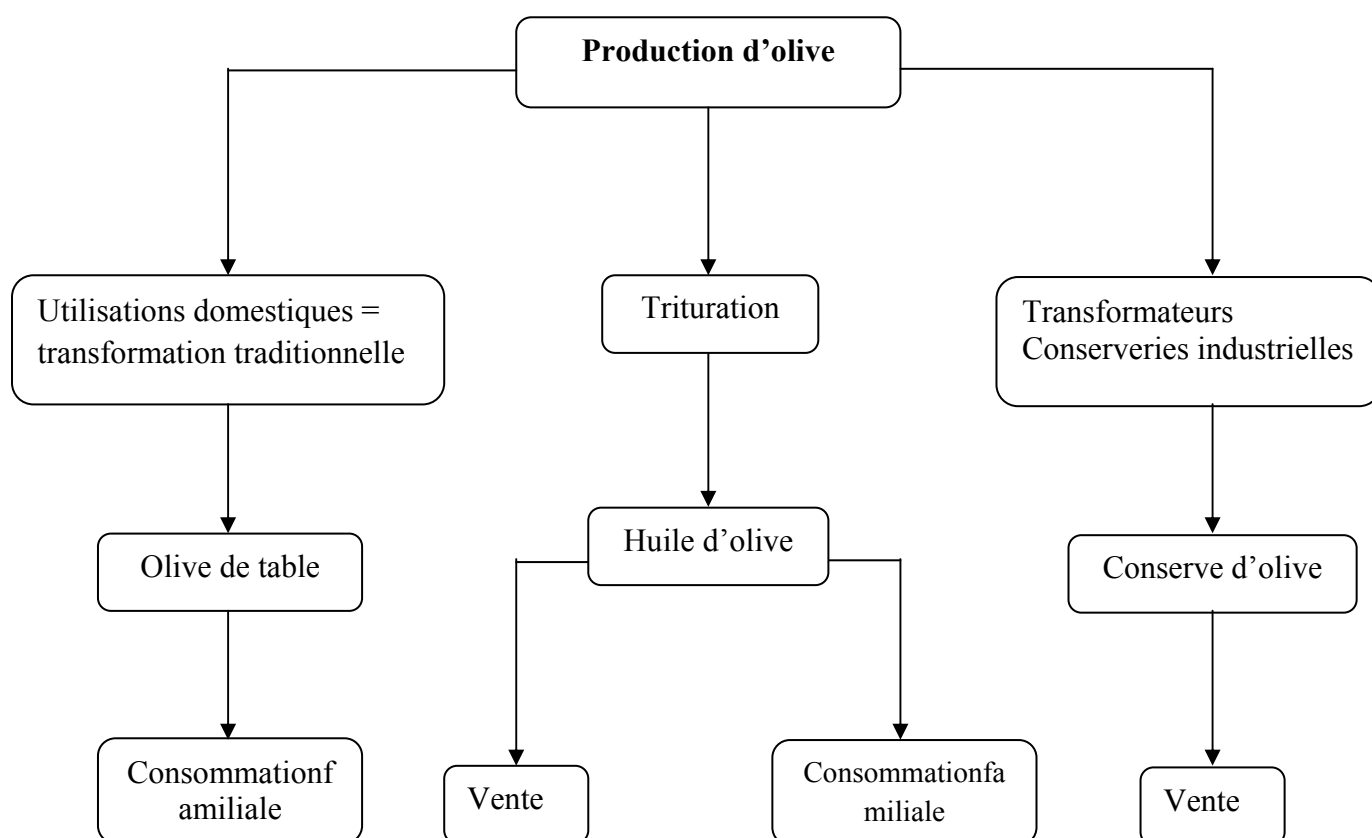 Production d’olive
Utilisations domestiques =
transformation traditionnelle
Trituration
Transformateurs
Conserveries industrielles
Olive de table
Huile d’olive
Conserve d’olive
Consommationf
amiliale
Vente
Consommationfa
miliale
Vente